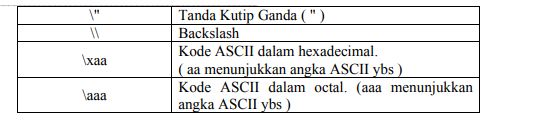 \" Tanda Kutip Ganda ( " )
\\ Backslash
\xaa Kode ASCII dalam hexadecimal.
( aa menunjukkan angka ASCII ybs )
\aaa Kode ASCII dalam octal. (aaa menunjukkan
angka ASCII ybs )